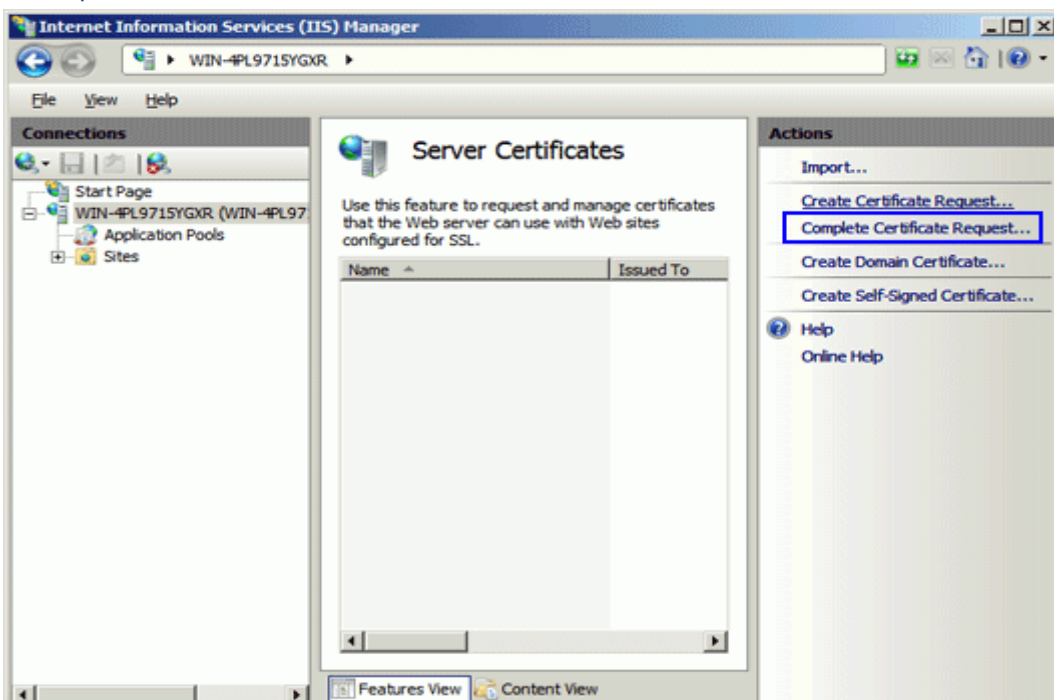 Internet Information Services (IIS) Manager
WIN-4PL9715YGXR
File View Help
Connections
Start Page
WIN-4PL9715YGXR (WIN-4PL97
Application Pools
Sites
Server Certificates
Use this feature to request and manage certificates
that the Web server can use with Web sites
configured for SSL.
Name Issued To
Features View Content View
Actions
Import...
Create Certificate Request...
Complete Certificate Request...
Create Domain Certificate...
Create Self-Signed Certificate...
Help
Online Help